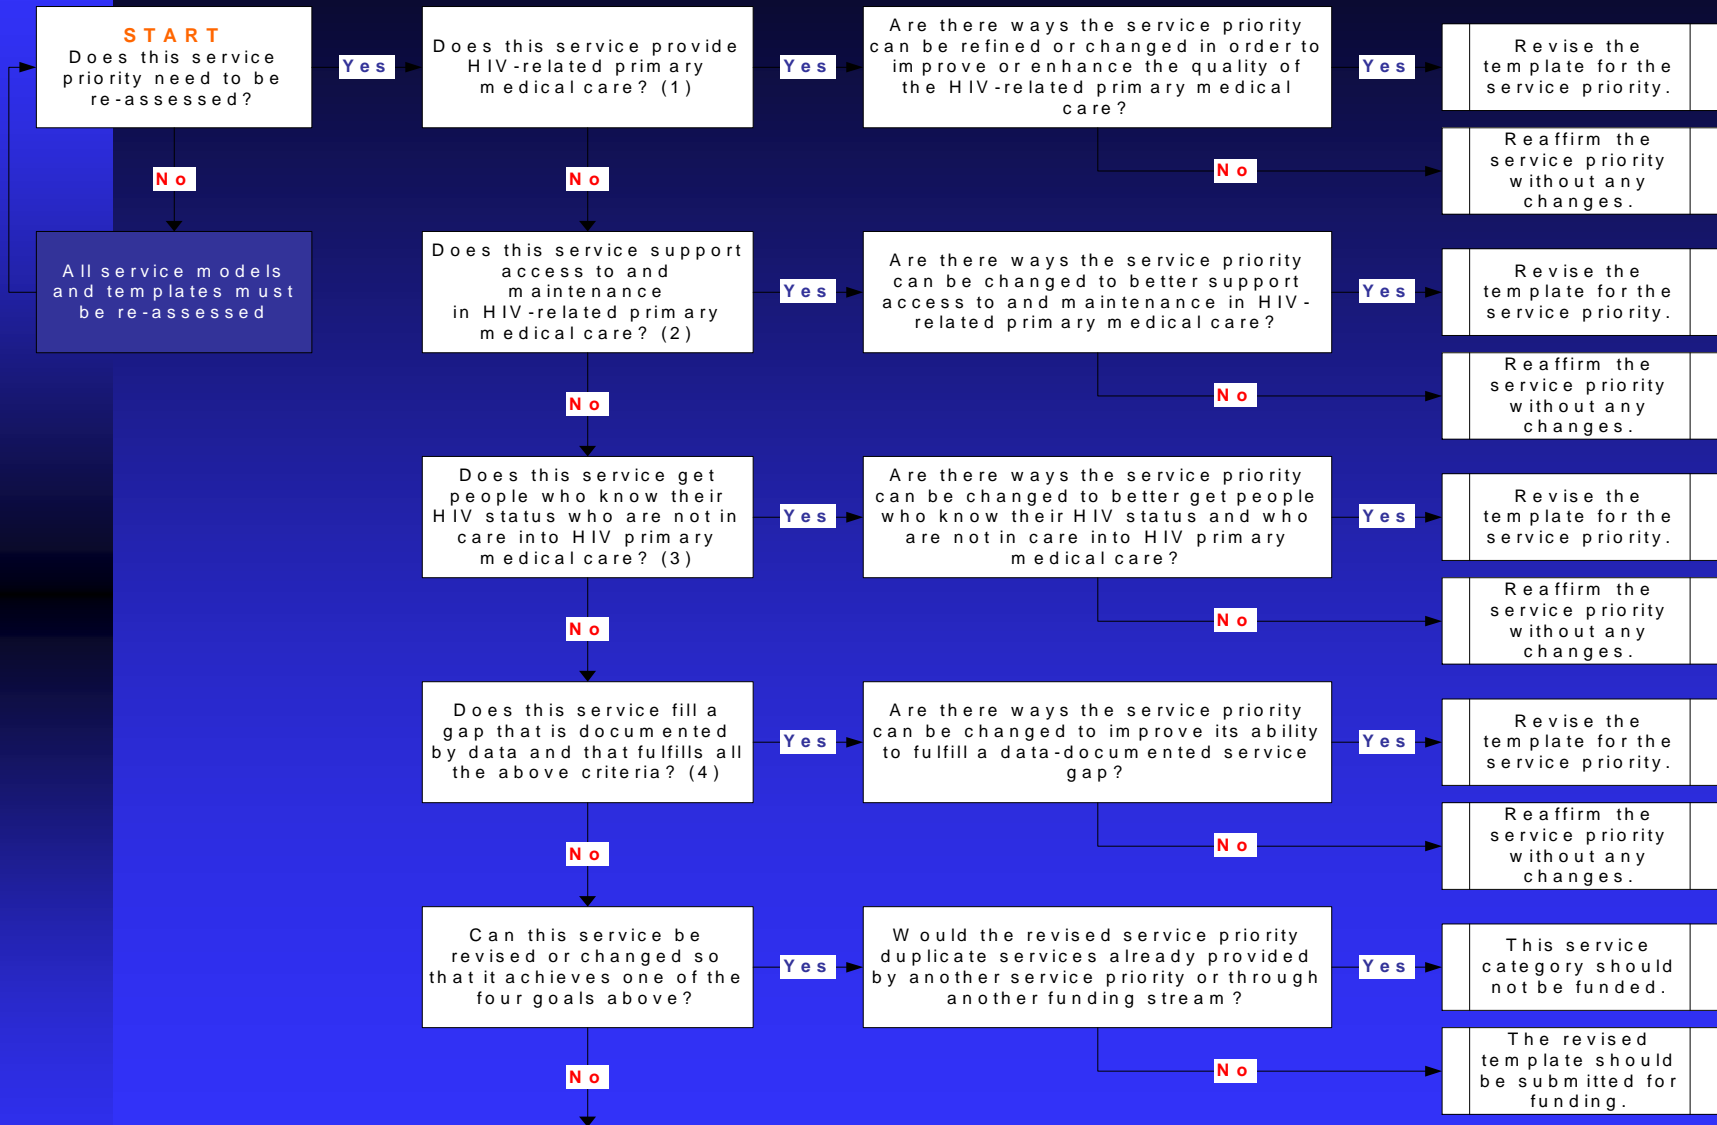 START
Does this service
priority need to be
re-assessed?
Yes
Does this service provide
HIV-related primary
medical care? (1)
Yes
Are there ways the service priority
can be refined or changed in order to
improve or enhance the quality of
the HIV-related primary medical
care?
Yes
Revise the
template for the
service priority.
No
Reaffirm the
service priority
without any
changes.
No
No
All service models
and templates must
be re-assessed
Does this service support
access to and
maintenance
in HIV-related primary
medical care? (2)
Yes
Are there ways the service priority
can be changed to better support
access to and maintenance in HIV-
related primary medical care?
Yes
Revise the
template for the
service priority.
No
Reaffirm the
service priority
without any
changes.
No
Does this service get
people who know their
HIV status who are not in
care into HIV primary
medical care? (3)
Yes
Are there ways the service priority
can be changed to better get people
who know their HIV status and who
are not in care into HIV primary
medical care?
Yes
Revise the
template for the
service priority.
No
Reaffirm the
service priority
without any
changes.
No
Does this service fill a
gap that is documented
by data and that fulfills all
the above criteria? (4)
Yes
Are there ways the service priority
can be changed to improve its ability
to fulfill a data-documented service
gap?
Yes
Revise the
template for the
service priority.
No
Reaffirm the
service priority
without any
changes.
No
Can this service be
revised or changed so
that it achieves one of the
four goals above?
Yes
Would the revised service priority
duplicate services already provided
by another service priority or through
another funding stream?
Yes
This service
category should
not be funded.
No
The revised
template should
be submitted for
funding.
No